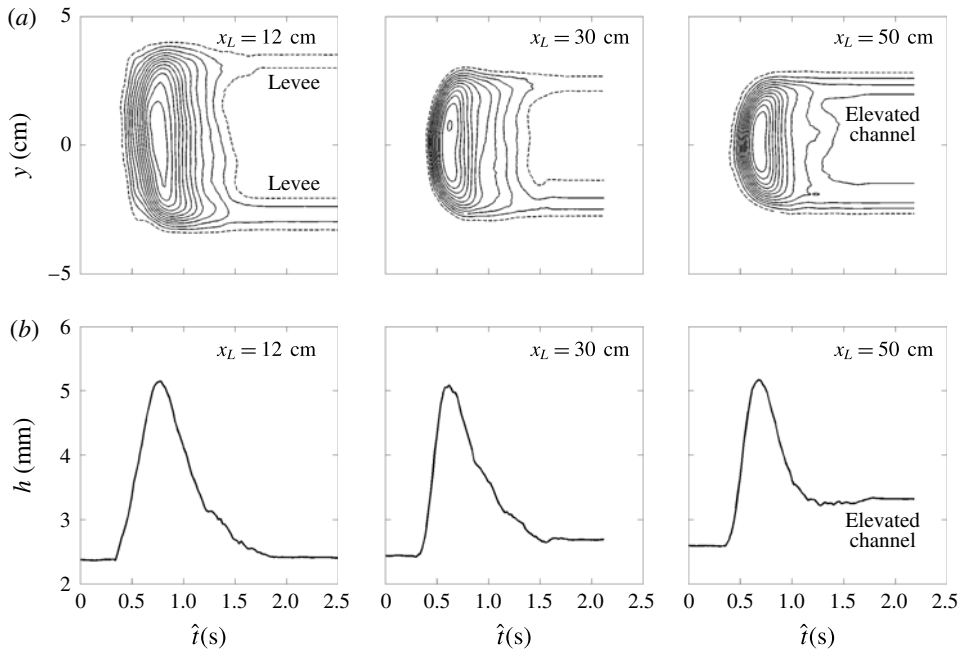 (a)
5
0
–5
y (cm)
x_L = 12 cm
Levee
Levee
x_L = 30 cm
x_L = 50 cm
Elevated
channel
(b)
6
5
4
3
2
h (mm)
x_L = 12 cm
x_L = 30 cm
x_L = 50 cm
Elevated
channel
0 0.5 1.0 1.5 2.0 2.5
0 0.5 1.0 1.5 2.0 2.5
0 0.5 1.0 1.5 2.0 2.5
t̂ (s)
t̂ (s)
t̂ (s)